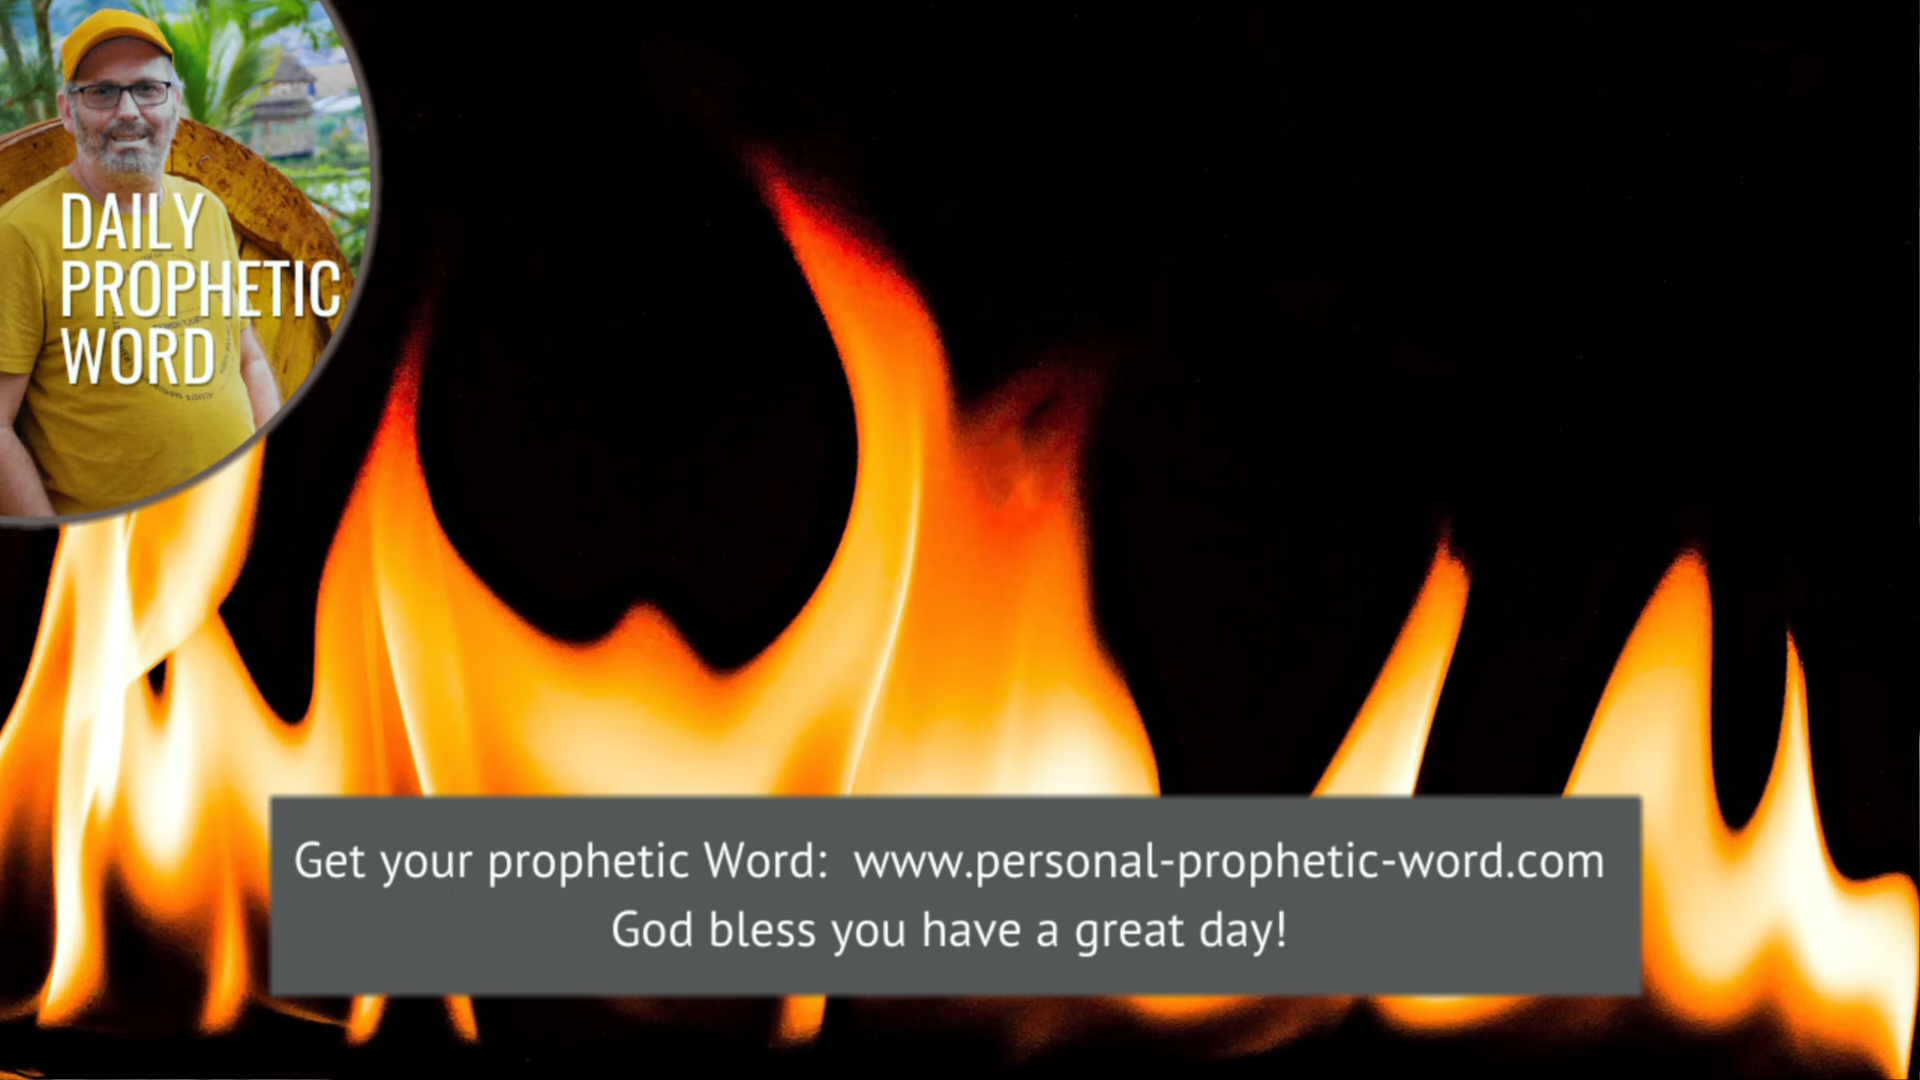 DAILY
PROPHETIC
WORD
Get your prophetic Word: www.personal-prophetic-word.com
God bless you have a great day!